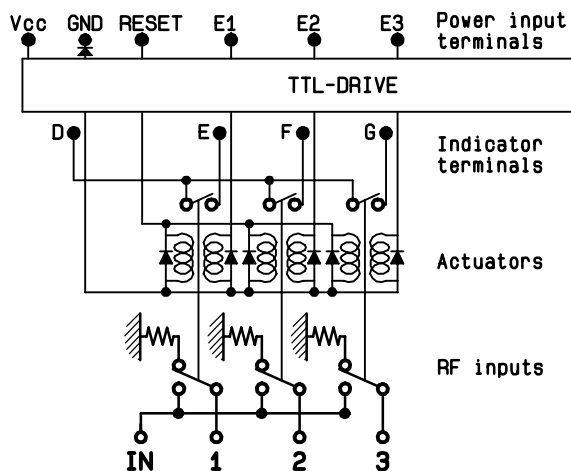 Vcc GND RESET E1 E2 E3 Power input
terminals
TTL-DRIVE
D E F G Indicator
terminals
Actuators
RF inputs
IN 1 2 3